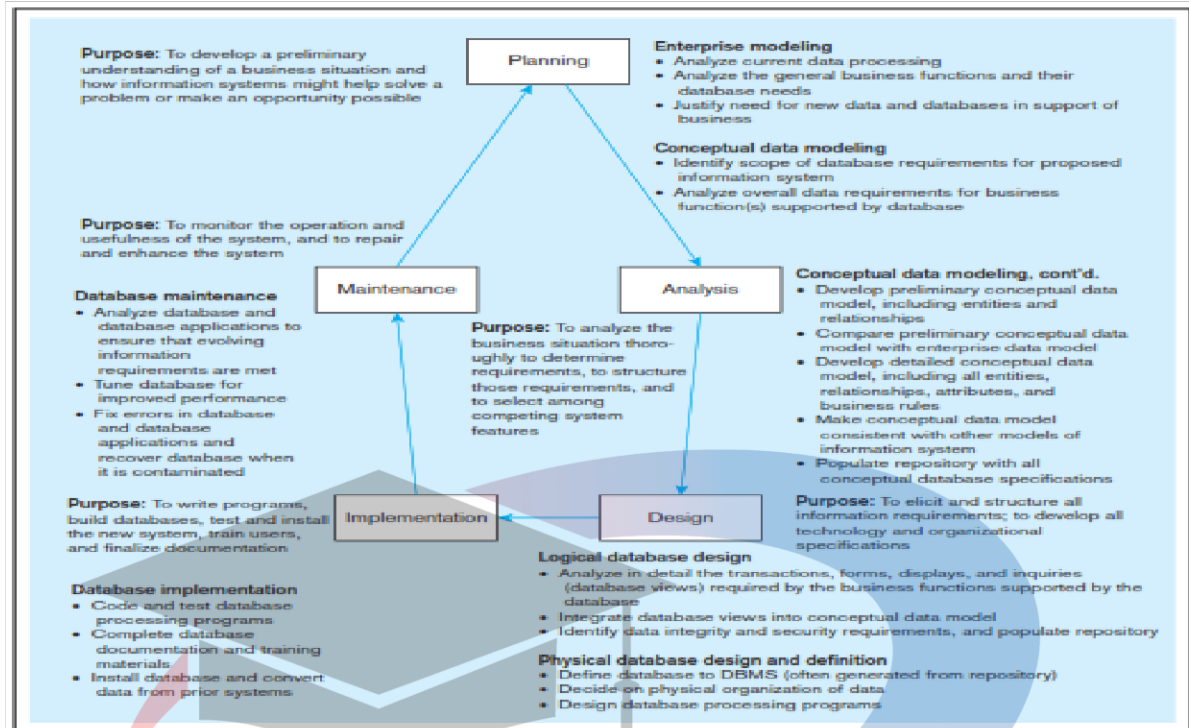 Planning
Purpose: To develop a preliminary
understanding of a business situation and
how information systems might help solve a
problem or make an opportunity possible
Enterprise modeling
• Analyze current data processing
• Analyze the general business functions and their
database needs
• Justify need for new data and databases in support of
business
Conceptual data modeling
• Identify scope of database requirements for proposed
information system
• Analyze overall data requirements for business
function(s) supported by database
Purpose: To monitor the operation and
usefulness of the system, and to repair
and enhance the system
Maintenance
Analysis
Database maintenance
• Analyze database and
database applications to
ensure that evolving
information
requirements are met
• Tune database for
improved performance
• Fix errors in database
and database
applications and
recover database when
it is contaminated
Purpose: To analyze the
business situation thoro-
ughly to determine
requirements, to structure
those requirements, and
to select among
competing system
features
Conceptual data modeling, cont'd.
• Develop preliminary conceptual data
model, including entities and
relationships
• Compare preliminary conceptual data
model with enterprise data model
• Develop detailed conceptual data
model, including all entities,
relationships, attributes, and
business rules
• Make conceptual data model
consistent with other models of
information system
• Populate repository with all
conceptual database specifications
Purpose: To write programs,
build databases, test and install
the new system, train users,
and finalize documentation
Implementation
Design
Purpose: To elicit and structure all
information requirements; to develop all
technology and organizational
specifications
Database implementation
• Code and test database
processing programs
• Complete database
documentation and training
materials
• Install database and convert
data from prior systems
Logical database design
• Analyze in detail the transactions, forms, displays, and inquiries
(database views) required by the business functions supported by the
database
• Integrate database views into conceptual data model
• Identify data integrity and security requirements, and populate repository
Physical database design and definition
• Define database to DBMS (often generated from repository)
• Decide on physical organization of data
• Design database processing programs